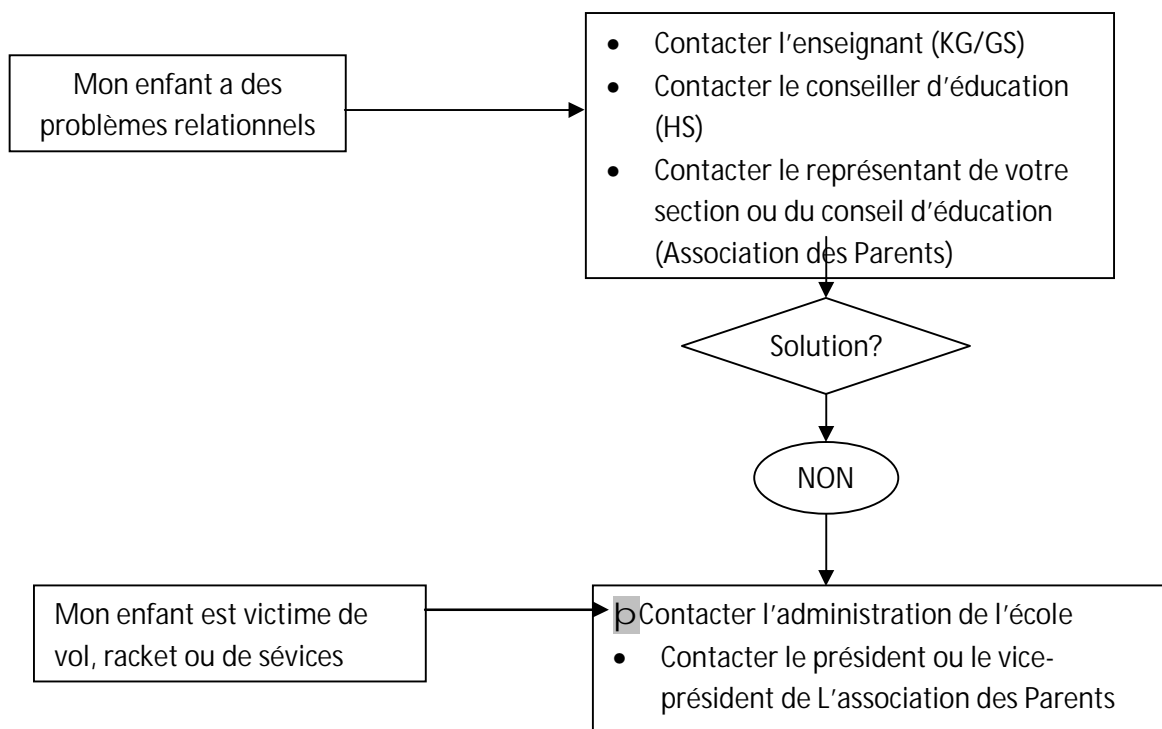 Mon enfant a des
problèmes relationnels
• Contacter l'enseignant (KG/GS)
• Contacter le conseiller d'éducation
(HS)
• Contacter le représentant de votre
section ou du conseil d'éducation
(Association des Parents)
Solution?
NON
Mon enfant est victime de
vol, racket ou de sévices
þContacter l'administration de l'école
• Contacter le président ou le vice-
président de L'association des Parents